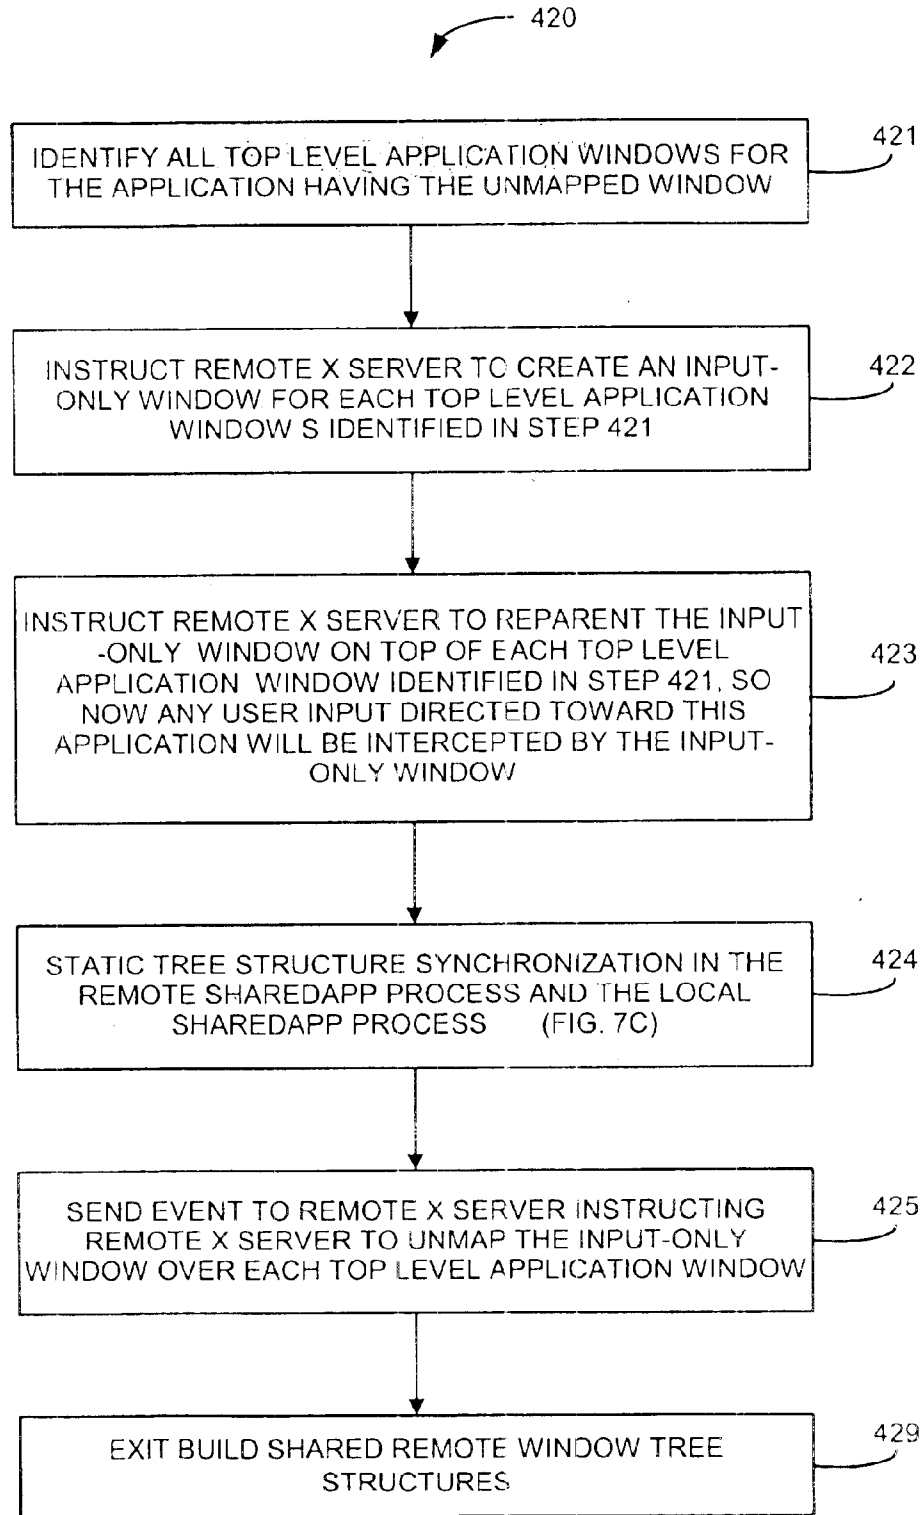 420
IDENTIFY ALL TOP LEVEL APPLICATION WINDOWS FOR
THE APPLICATION HAVING THE UNMAPPED WINDOW
421
INSTRUCT REMOTE X SERVER TO CREATE AN INPUT-
ONLY WINDOW FOR EACH TOP LEVEL APPLICATION
WINDOW S IDENTIFIED IN STEP 421
422
INSTRUCT REMOTE X SERVER TO REPARENT THE INPUT
-ONLY WINDOW ON TOP OF EACH TOP LEVEL
APPLICATION WINDOW IDENTIFIED IN STEP 421, SO
NOW ANY USER INPUT DIRECTED TOWARD THIS
APPLICATION WILL BE INTERCEPTED BY THE INPUT-
ONLY WINDOW
423
STATIC TREE STRUCTURE SYNCHRONIZATION IN THE
REMOTE SHAREDAPP PROCESS AND THE LOCAL
SHAREDAPP PROCESS (FIG. 7C)
424
SEND EVENT TO REMOTE X SERVER INSTRUCTING
REMOTE X SERVER TO UNMAP THE INPUT-ONLY
WINDOW OVER EACH TOP LEVEL APPLICATION WINDOW
425
EXIT BUILD SHARED REMOTE WINDOW TREE
STRUCTURES
429